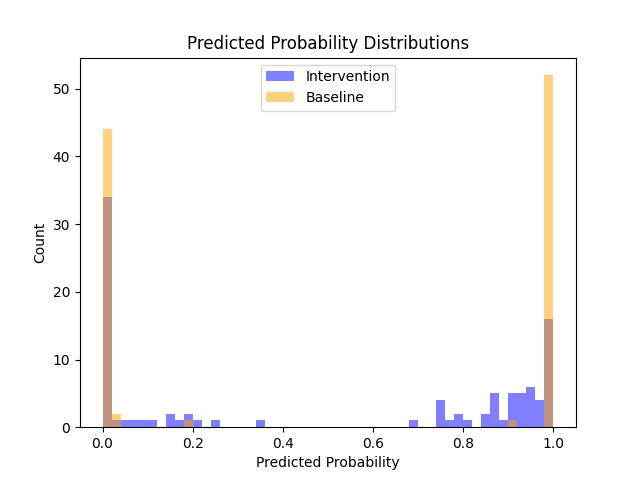 Predicted Probability Distributions
Intervention
Baseline
Count
50
40
30
20
10
0
0.0 0.2 0.4 0.6 0.8 1.0
Predicted Probability